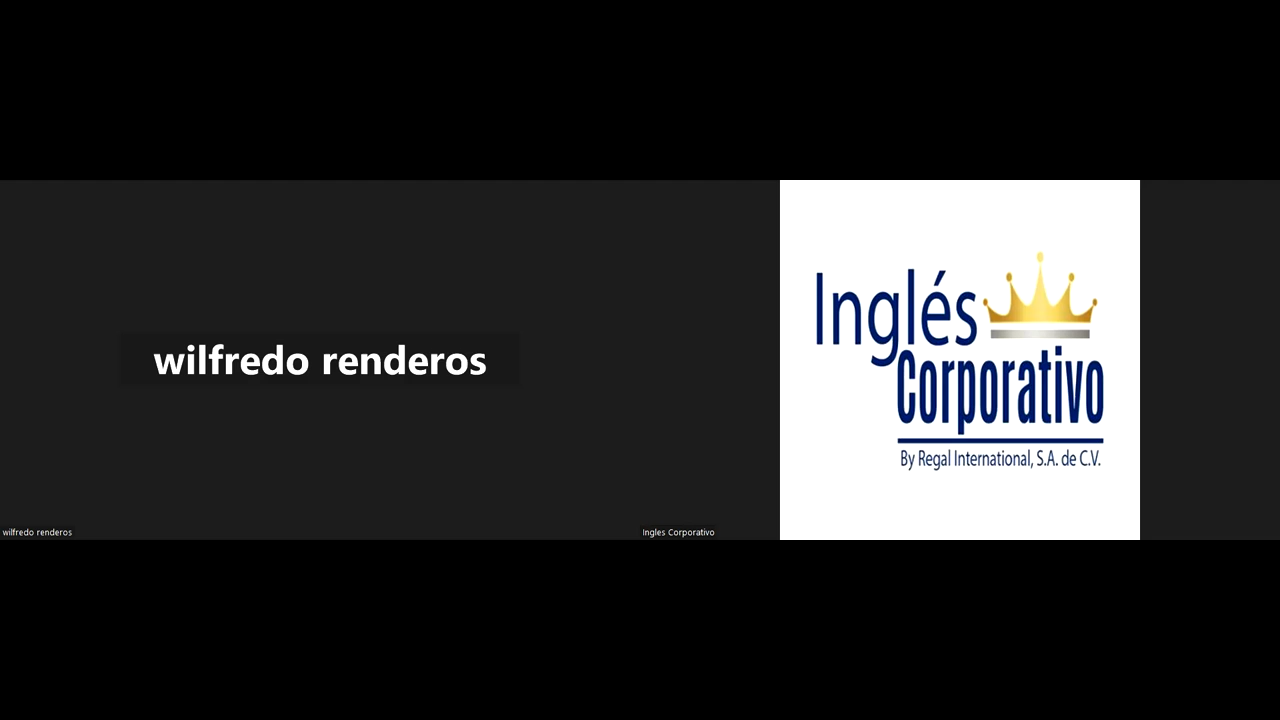 wilfredo renderos
Inglés
Corporativo
By Regal International, S.A. de C.V.
wilfredo renderos
Ingles Corporativo